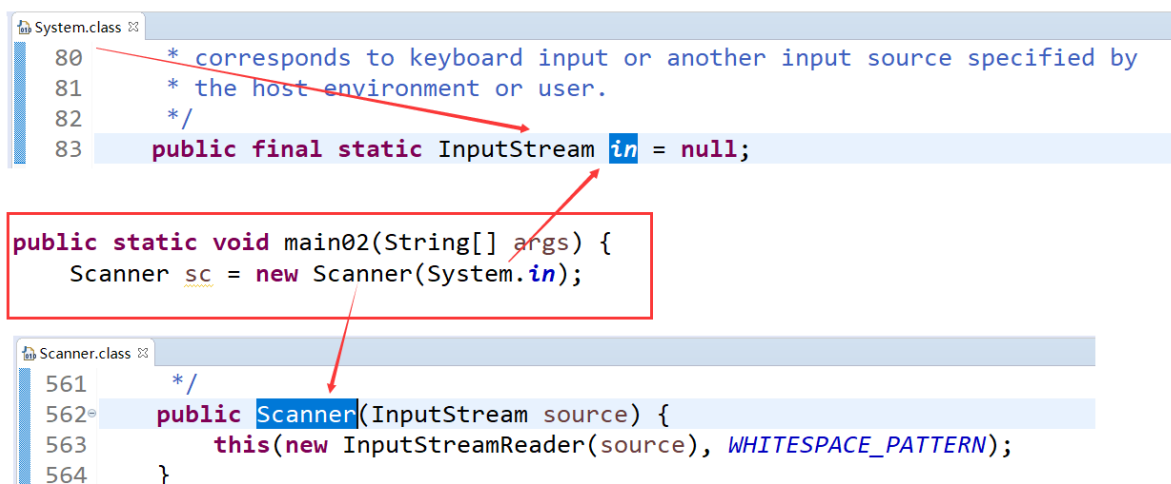 System.class
80 * corresponds to keyboard input or another input source specified by
81 * the host environment or user.
82 */
83 public final static InputStream in = null;
public static void main02(String[] args) {
Scanner sc = new Scanner(System.in);
Scanner.class
561 */
562 public Scanner(InputStream source) {
563 this(new InputStreamReader(source), WHITESPACE_PATTERN);
564 }